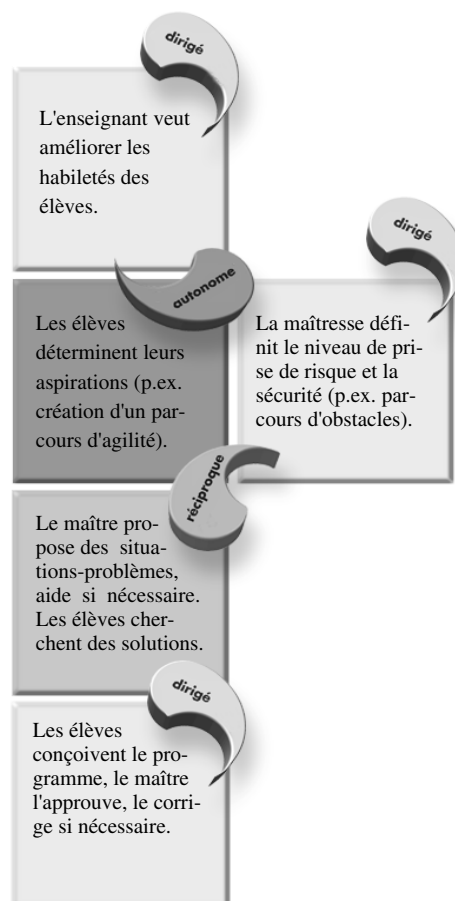 dirigé
L'enseignant veut
améliorer les
habiletés des
élèves.
autonome
Les élèves
déterminent leurs
aspirations (p.ex.
création d'un par-
cours d'agilité).
dirigé
La maîtresse défi-
nit le niveau de pri-
se de risque et la
sécurité (p.ex. par-
cours d'obstacles).
réciproque
Le maître pro-
pose des situa-
tions-problèmes,
aide si nécessaire.
Les élèves cher-
chent des solutions.
dirigé
Les élèves
conçoivent le pro-
gramme, le maître
l'approuve, le corri-
ge si nécessaire.